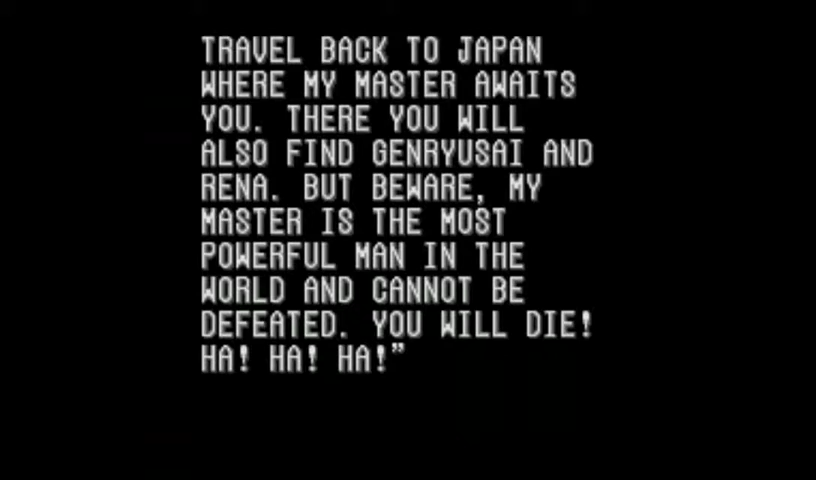 TRAVEL BACK TO JAPAN
WHERE MY MASTER AWAITS
YOU. THERE YOU WILL
ALSO FIND GENRYUSAI AND
RENA. BUT BEWARE, MY
MASTER IS THE MOST
POWERFUL MAN IN THE
WORLD AND CANNOT BE
DEFEATED. YOU WILL DIE!
HA! HA! HA!”